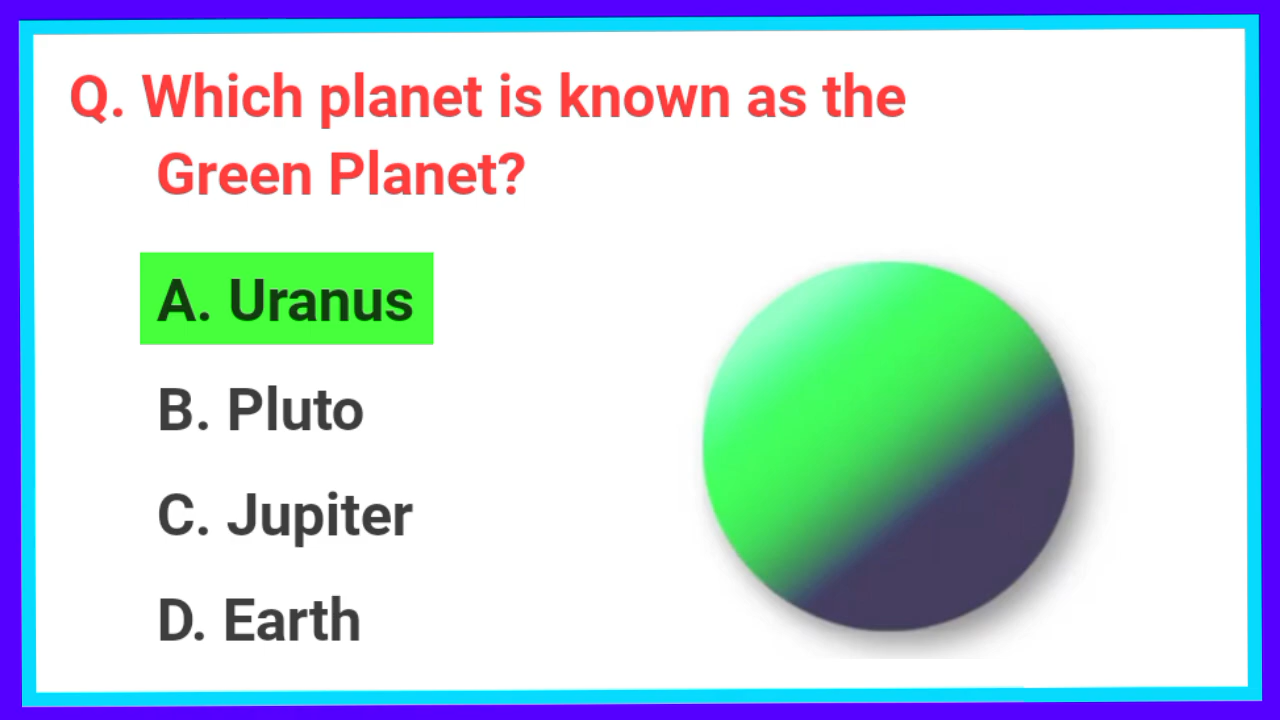 Q. Which planet is known as the
Green Planet?
A. Uranus
B. Pluto
C. Jupiter
D. Earth